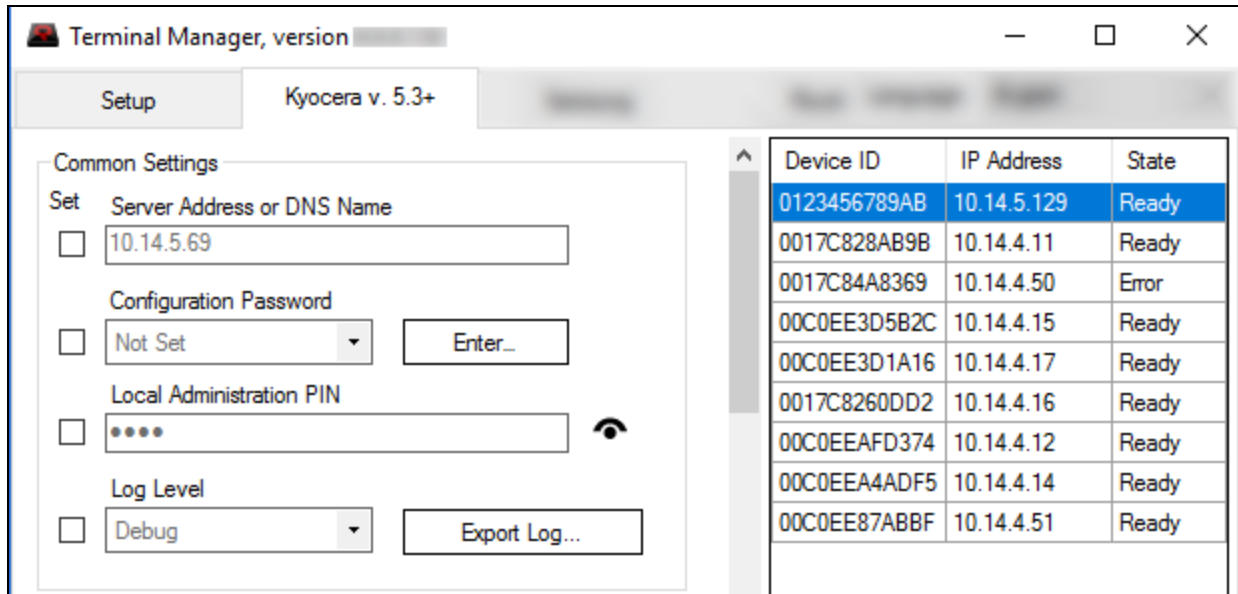 Terminal Manager, version
Setup
Kyocera v. 5.3+
Common Settings
Set
Server Address or DNS Name
10.14.5.69
Configuration Password
Not Set
Enter...
Local Administration PIN
••••
Log Level
Debug
Export Log...
Device ID IP Address State
0123456789AB 10.14.5.129 Ready
0017C828AB9B 10.14.4.11 Ready
0017C84A8369 10.14.4.50 Error
00C0EE3D5B2C 10.14.4.15 Ready
00C0EE3D1A16 10.14.4.17 Ready
0017C8260DD2 10.14.4.16 Ready
00C0EEAFD374 10.14.4.12 Ready
00C0EEA4ADF5 10.14.4.14 Ready
00C0EE87ABBF 10.14.4.51 Ready